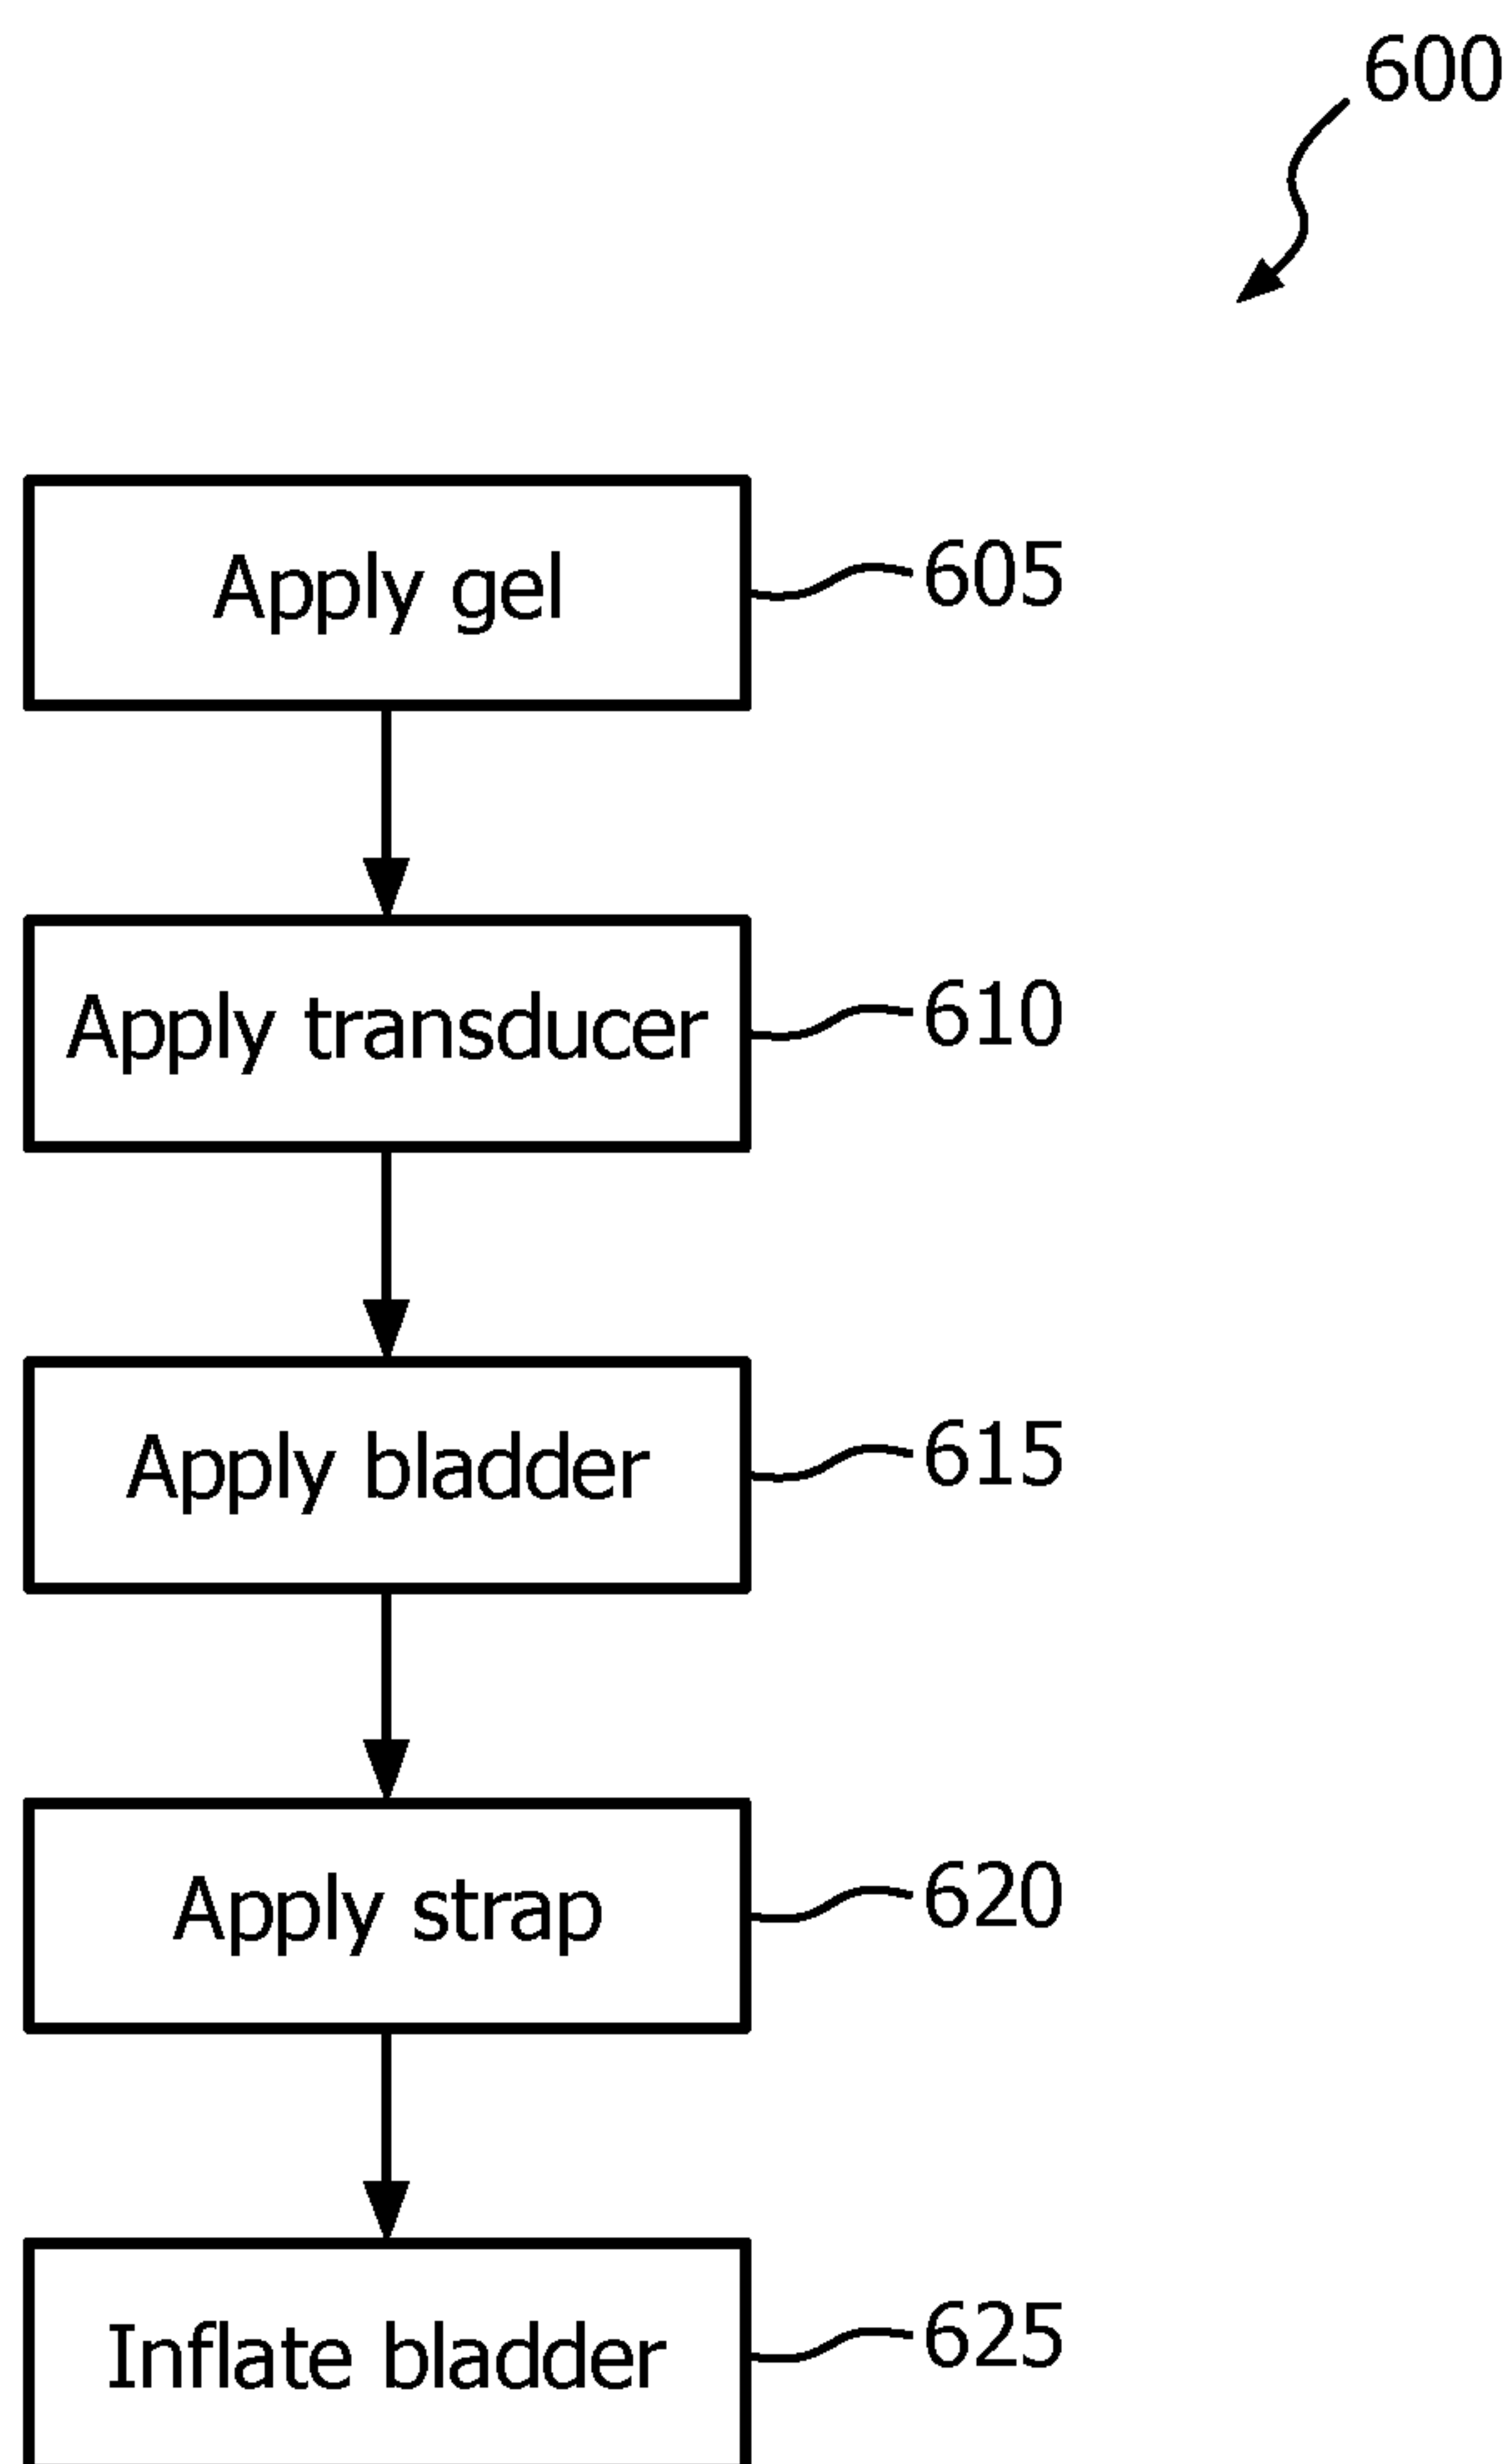 600
Apply gel
605
Apply transducer
610
Apply bladder
615
Apply strap
620
Inflate bladder
625